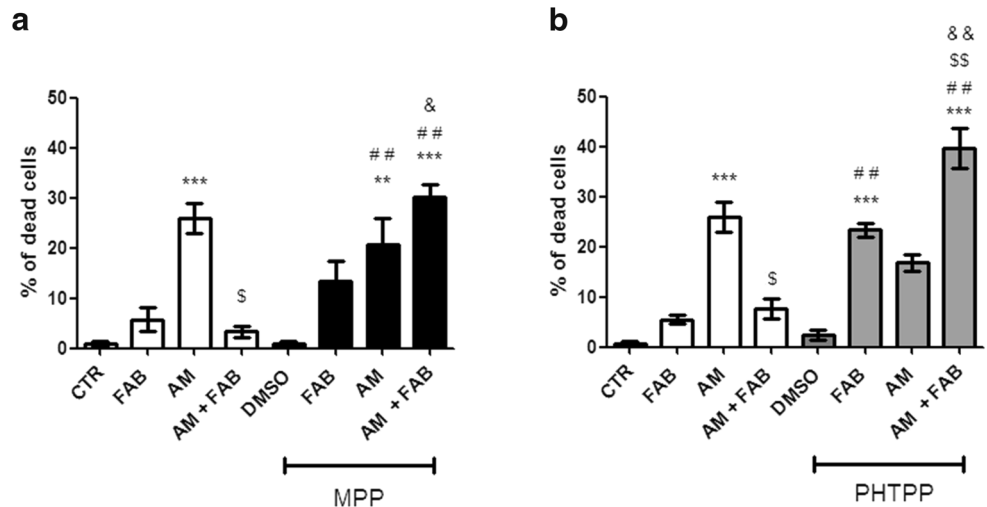 a
% of dead cells
50
40
30
20
10
0
***
$
# #
**
&
# #
***
CTR
FAB
AM
AM + FAB
DMSO
FAB
AM
AM + FAB
MPP
b
% of dead cells
50
40
30
20
10
0
***
$
# #
***
& &
$$
# #
***
CTR
FAB
AM
AM + FAB
DMSO
FAB
AM
AM + FAB
PHTPP